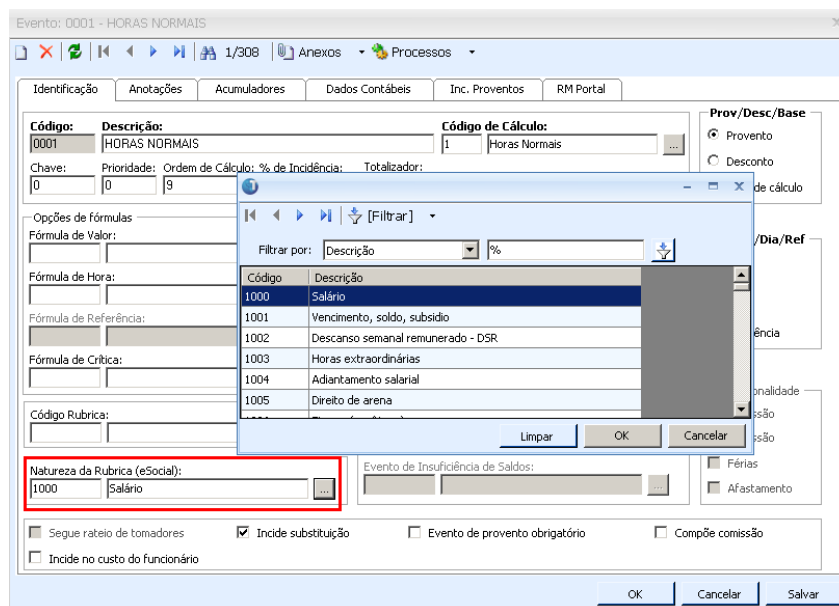 Evento: 0001 - HORAS NORMAIS
1/308 Anexos Processos
Identificação Anotações Acumuladores Dados Contábeis Inc. Proventos RM Portal
Código: Descrição: Código de Cálculo: Prov/Desc/Base
0001 HORAS NORMAIS 1 Horas Normais ... Provento
Chave: Prioridade: Ordem de Cálculo: % de Incidência: Totalizador: Desconto
0 0 9 de cálculo
[Filtrar]
Opções de fórmulas
Fórmula de Valor: /Dia/Ref
Filtrar por: Descrição %
Fórmula de Hora:
Código Descrição
1000 Salário
Fórmula de Referência:
1001 Vencimento, soldo, subsidio
1002 Descanso semanal remunerado - DSR
ência
Fórmula de Crítica:
1003 Horas extraordinárias
1004 Adiantamento salarial
onalidade
1005 Direito de arena
Código Rubrica: ssão
Limpar OK Cancelar
ssão
Natureza da Rubrica (eSocial): Evento de Insuficiência de Saldos: Férias
1000 Salário ... ... Afastamento
Segue rateio de tomadores Incide substituição Evento de provento obrigatório Compõe comissão
Incide no custo do funcionário
OK Cancelar Salvar